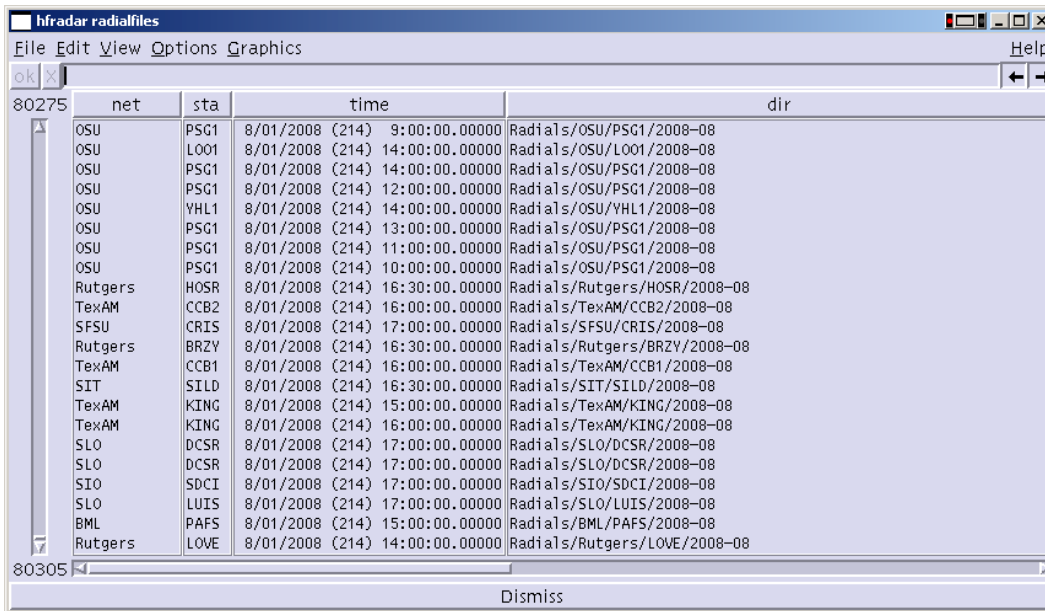 hfradar radialfiles
File Edit View Options Graphics Help
ok X
80275 net sta time dir
OSU PSG1 8/01/2008 (214) 9:00:00.00000 Radials/OSU/PSG1/2008-08
OSU LOO1 8/01/2008 (214) 14:00:00.00000 Radials/OSU/LOO1/2008-08
OSU PSG1 8/01/2008 (214) 14:00:00.00000 Radials/OSU/PSG1/2008-08
OSU PSG1 8/01/2008 (214) 12:00:00.00000 Radials/OSU/PSG1/2008-08
OSU YHL1 8/01/2008 (214) 14:00:00.00000 Radials/OSU/YHL1/2008-08
OSU PSG1 8/01/2008 (214) 13:00:00.00000 Radials/OSU/PSG1/2008-08
OSU PSG1 8/01/2008 (214) 11:00:00.00000 Radials/OSU/PSG1/2008-08
OSU PSG1 8/01/2008 (214) 10:00:00.00000 Radials/OSU/PSG1/2008-08
Rutgers HOSR 8/01/2008 (214) 16:30:00.00000 Radials/Rutgers/HOSR/2008-08
TexAM CCB2 8/01/2008 (214) 16:00:00.00000 Radials/TexAM/CCB2/2008-08
SFSU CRIS 8/01/2008 (214) 17:00:00.00000 Radials/SFSU/CRIS/2008-08
Rutgers BRZY 8/01/2008 (214) 16:30:00.00000 Radials/Rutgers/BRZY/2008-08
TexAM CCB1 8/01/2008 (214) 16:00:00.00000 Radials/TexAM/CCB1/2008-08
SIT SILD 8/01/2008 (214) 16:30:00.00000 Radials/SIT/SILD/2008-08
TexAM KING 8/01/2008 (214) 15:00:00.00000 Radials/TexAM/KING/2008-08
TexAM KING 8/01/2008 (214) 16:00:00.00000 Radials/TexAM/KING/2008-08
SLO DCSR 8/01/2008 (214) 17:00:00.00000 Radials/SLO/DCSR/2008-08
SLO DCSR 8/01/2008 (214) 17:00:00.00000 Radials/SLO/DCSR/2008-08
SIO SDCI 8/01/2008 (214) 17:00:00.00000 Radials/SIO/SDCI/2008-08
SLO LUIS 8/01/2008 (214) 17:00:00.00000 Radials/SLO/LUIS/2008-08
BML PAFS 8/01/2008 (214) 15:00:00.00000 Radials/BML/PAFS/2008-08
Rutgers LOVE 8/01/2008 (214) 14:00:00.00000 Radials/Rutgers/LOVE/2008-08
80305
Dismiss